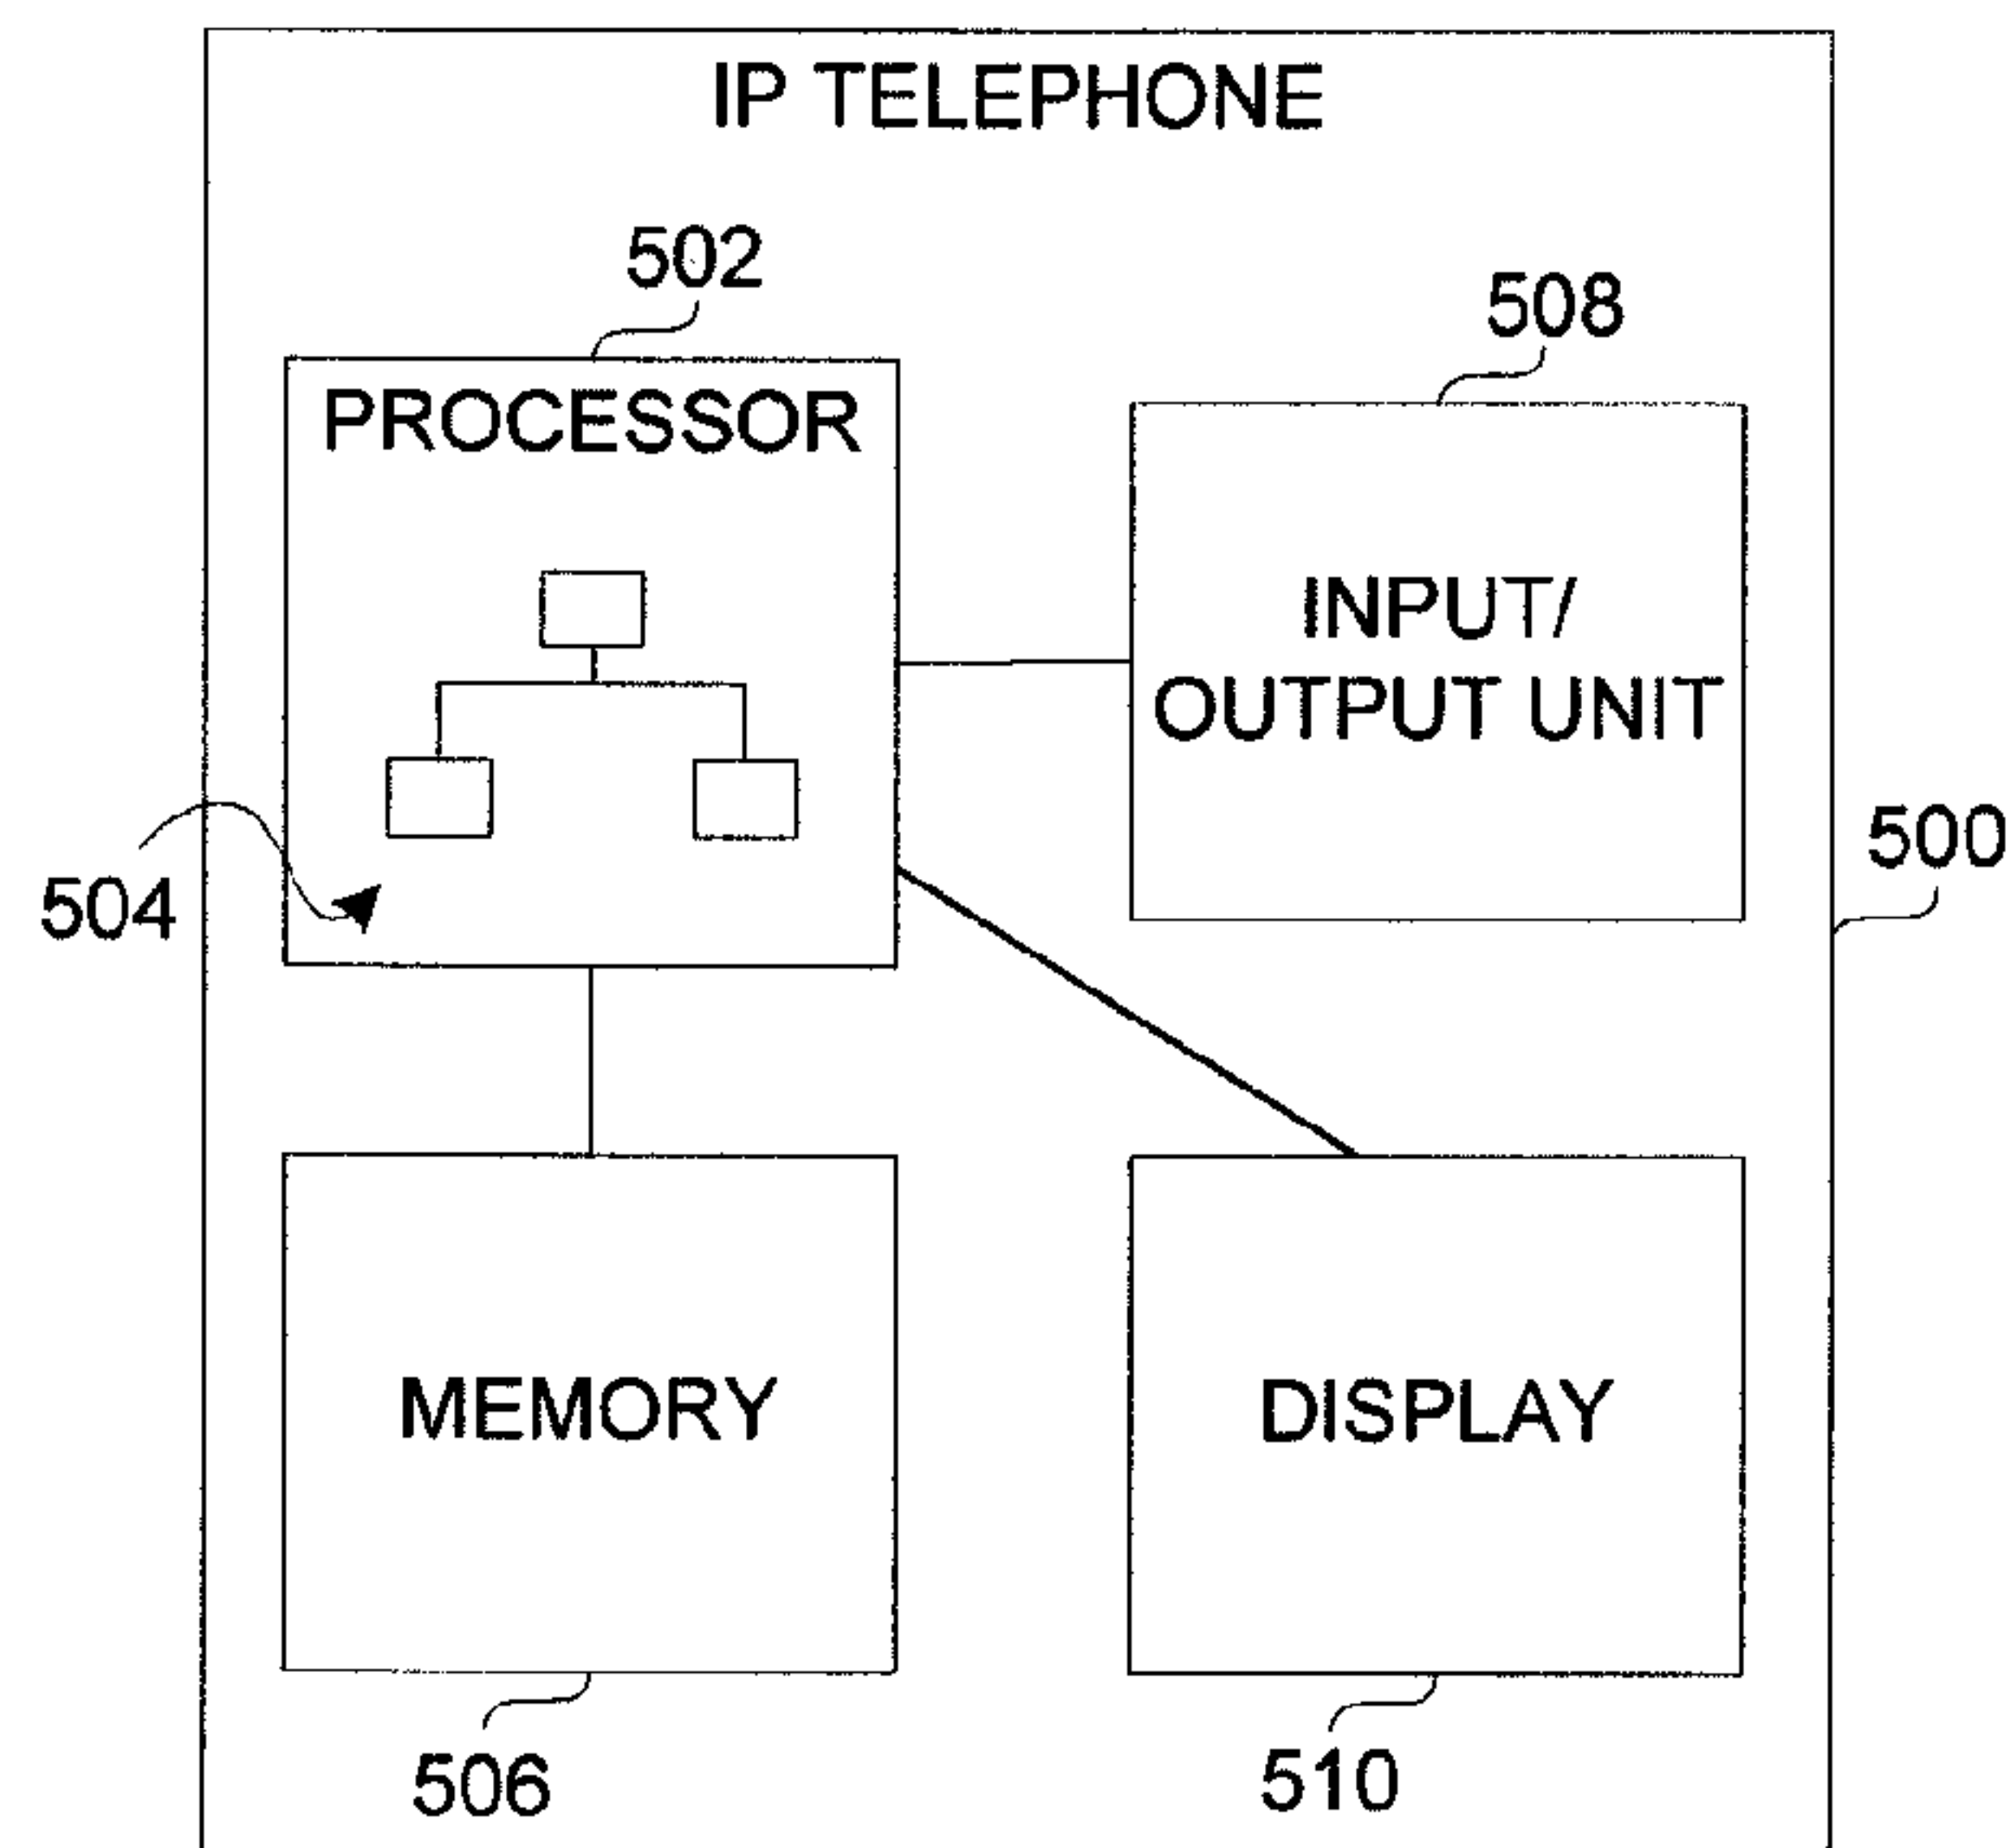 IP TELEPHONE
502
508
PROCESSOR
INPUT/
OUTPUT UNIT
500
504
MEMORY
DISPLAY
506
510